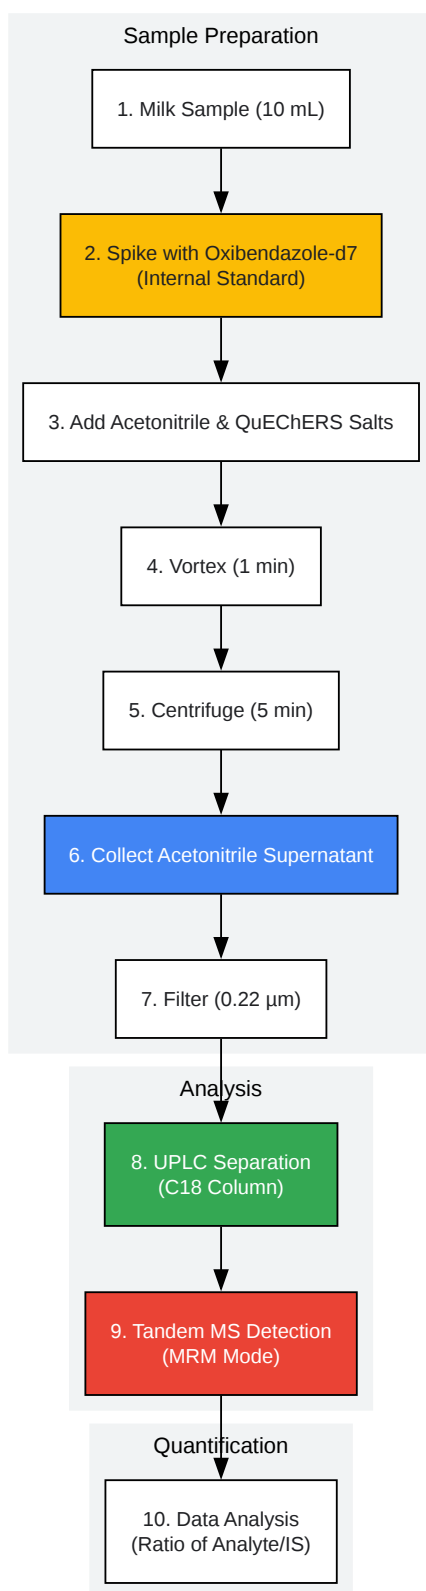 Sample Preparation
1. Milk Sample (10 mL)
2. Spike with Oxibendazole-d7
(Internal Standard)
3. Add Acetonitrile & QuEChERS Salts
4. Vortex (1 min)
5. Centrifuge (5 min)
6. Collect Acetonitrile Supernatant
7. Filter (0.22 µm)
Analysis
8. UPLC Separation
(C18 Column)
9. Tandem MS Detection
(MRM Mode)
Quantification
10. Data Analysis
(Ratio of Analyte/IS)